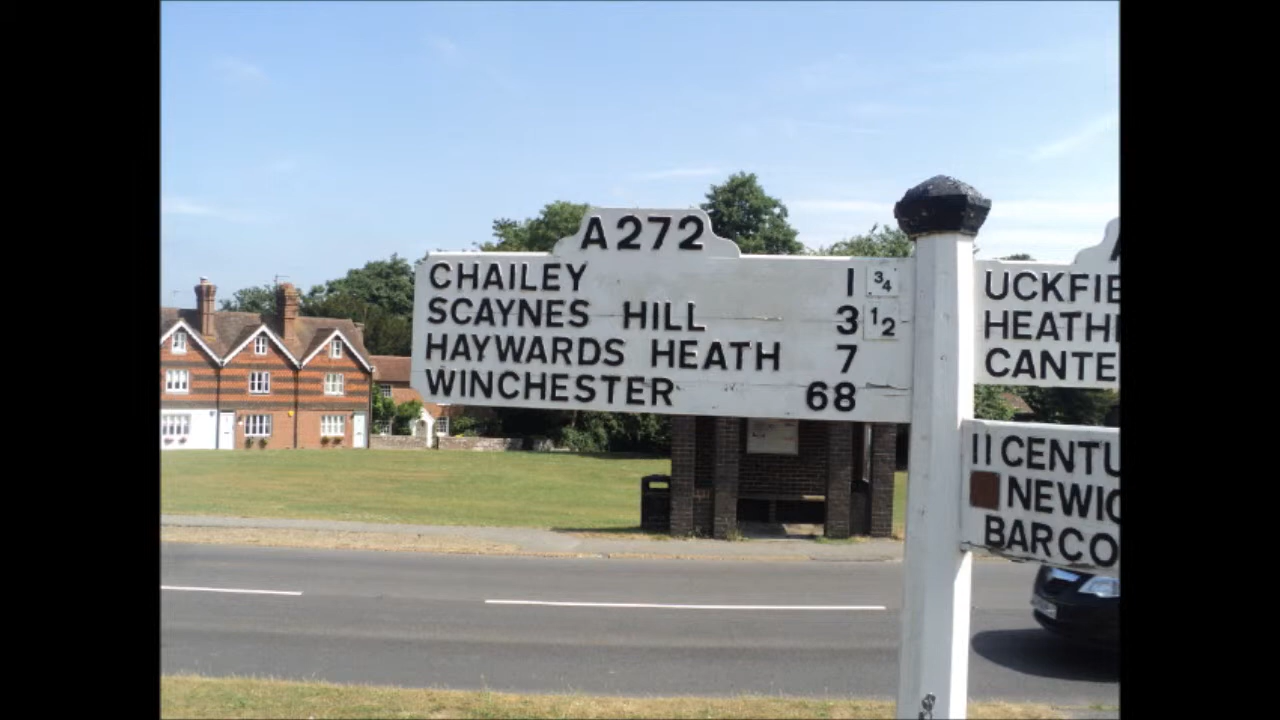 A272
CHAILEY 1 3/4
SCAYNES HILL 3 1/2
HAYWARDS HEATH 7
WINCHESTER 68
UCKFIE
HEATH
CANTE
11 CENTU
NEWIC
BARCO